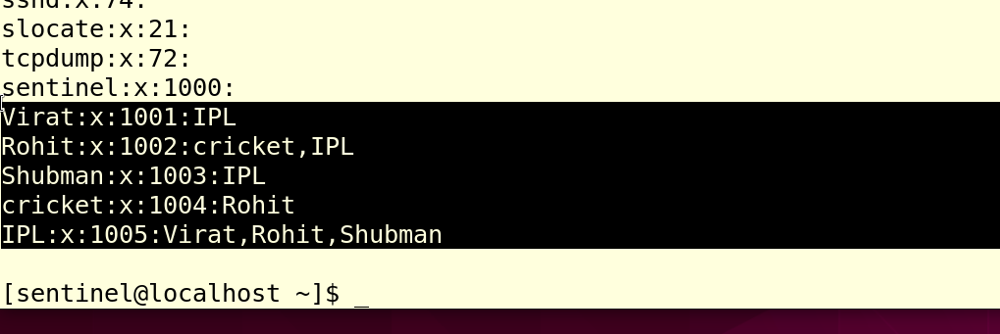 sshd:x:74:
slocate:x:21:
tcpdump:x:72:
sentinel:x:1000:
Virat:x:1001:IPL
Rohit:x:1002:cricket,IPL
Shubman:x:1003:IPL
cricket:x:1004:Rohit
IPL:x:1005:Virat,Rohit,Shubman
[sentinel@localhost ~]$ _